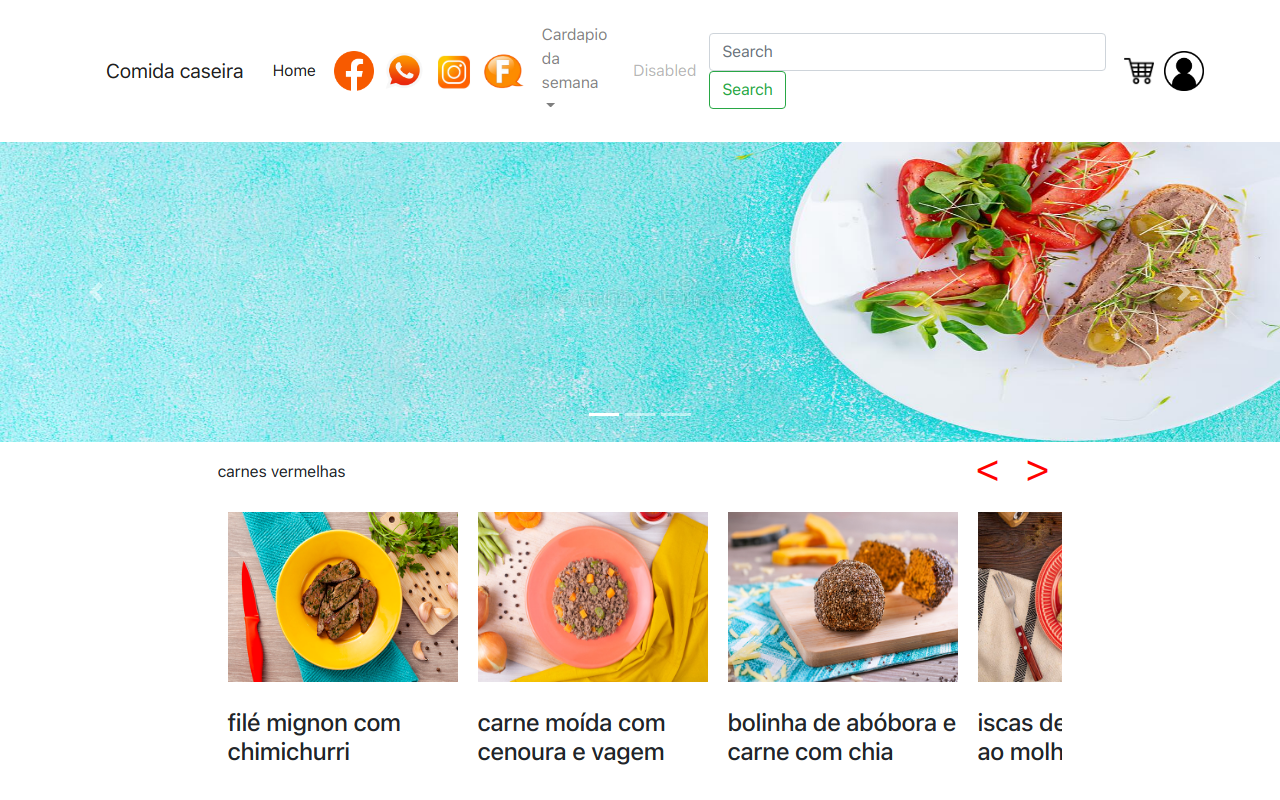 Comida caseira
Home
Cardapio
da
semana
Disabled
Search
Search
carnes vermelhas
< >
filé mignon com
chimichurri
carne moída com
cenoura e vagem
bolinha de abóbora e
carne com chia
iscas de
ao molh